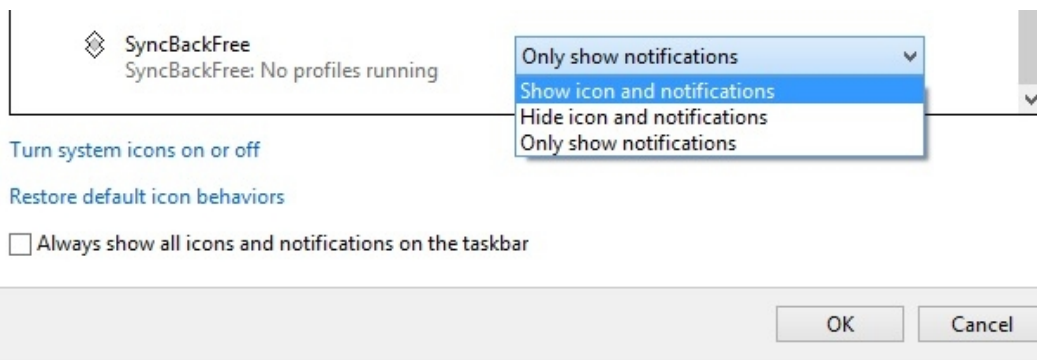 SyncBackFree
SyncBackFree: No profiles running
Only show notifications
Show icon and notifications
Hide icon and notifications
Only show notifications
Turn system icons on or off
Restore default icon behaviors
Always show all icons and notifications on the taskbar
OK Cancel